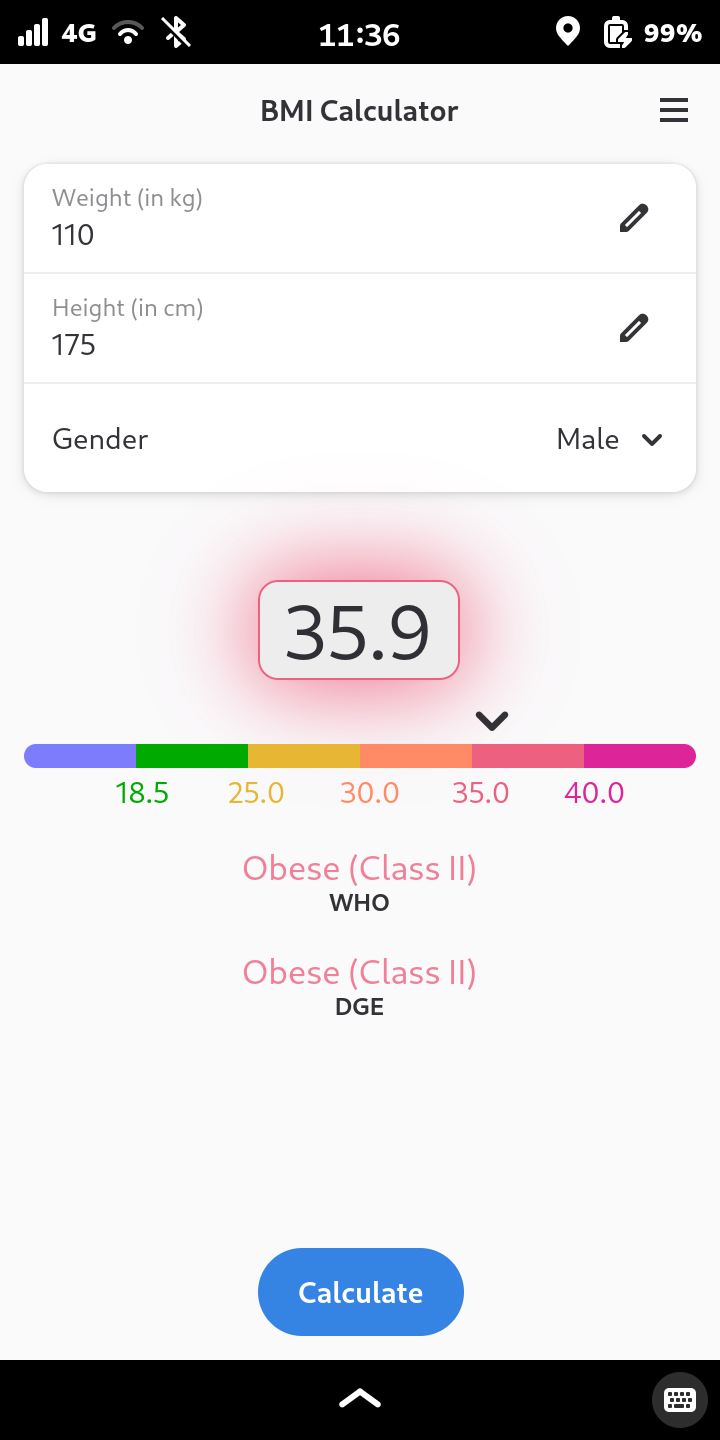 4G 11:36 99%
BMI Calculator
Weight (in kg)
110
Height (in cm)
175
Gender Male
35.9
18.5 25.0 30.0 35.0 40.0
Obese (Class II)
WHO
Obese (Class II)
DGE
Calculate